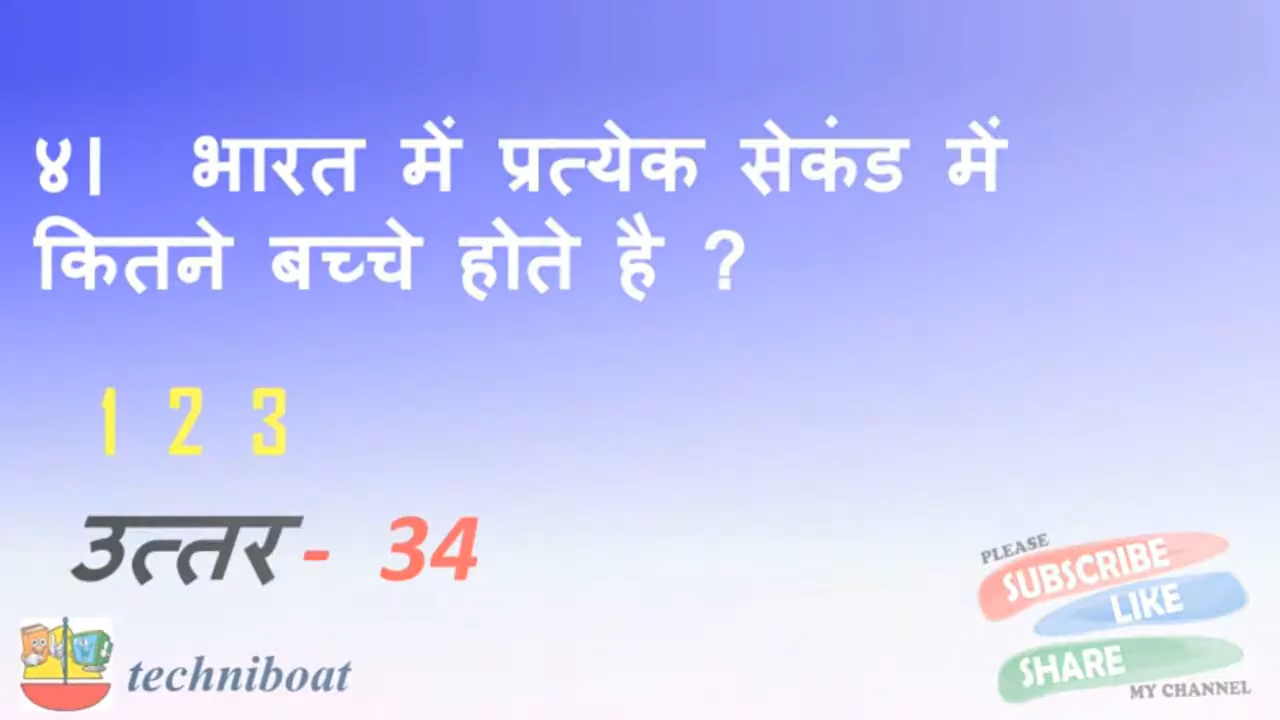 ४। भारत में प्रत्येक सेकंड में
कितने बच्चे होते है ?
1 2 3
उत्तर - 34
techniboat
PLEASE
SUBSCRIBE
LIKE
SHARE
MY CHANNEL